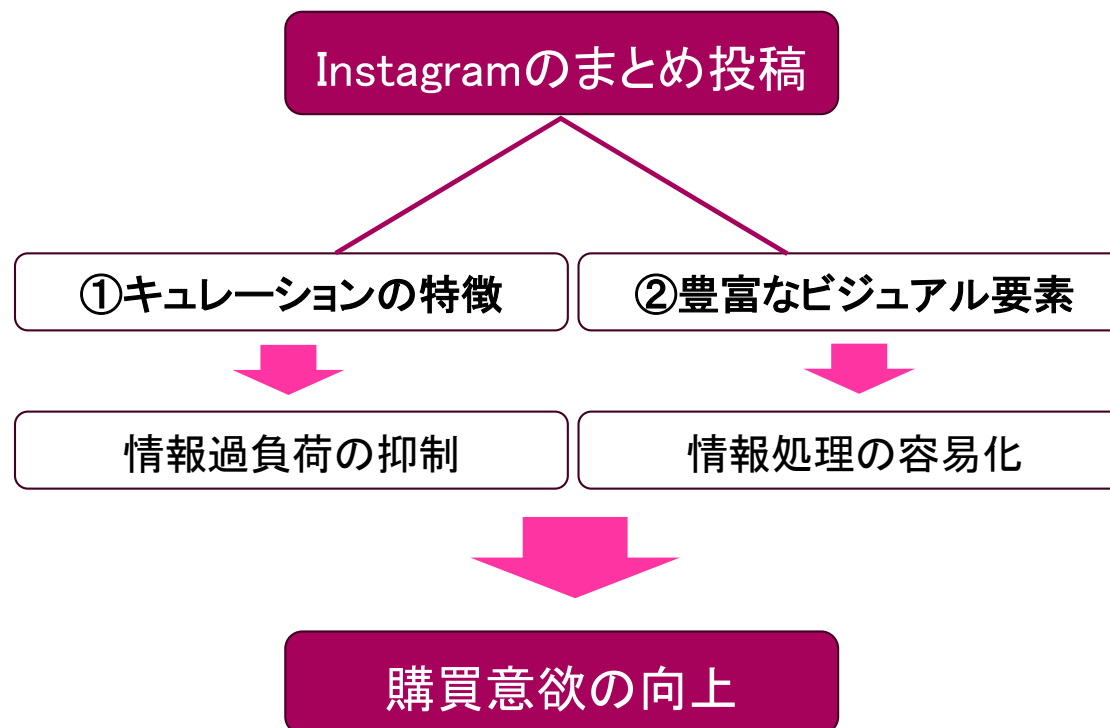 Instagramのまとめ投稿
①キュレーションの特徴
②豊富なビジュアル要素
情報過負荷の抑制
情報処理の容易化
購買意欲の向上